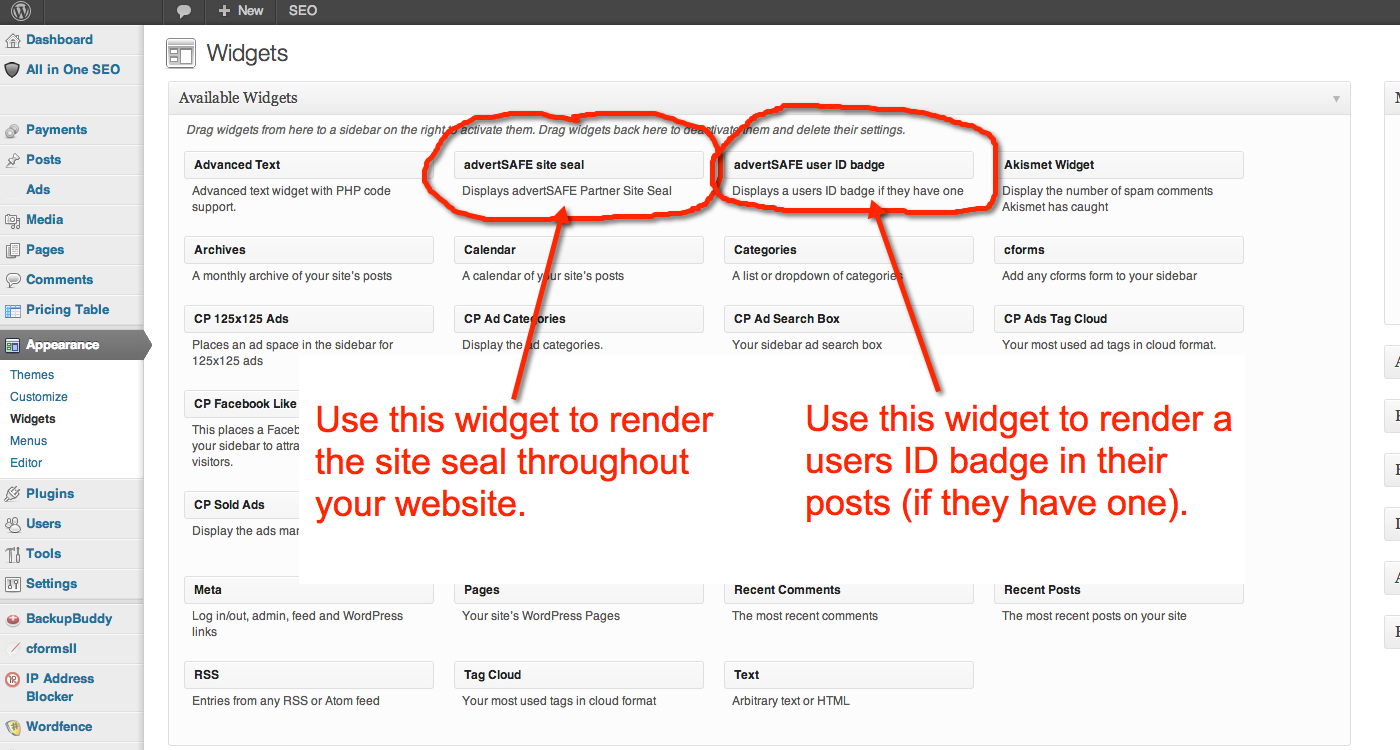 New
SEO
Dashboard
All in One SEO
Payments
Posts
Ads
Media
Pages
Comments
Pricing Table
Appearance
Themes
Customize
Widgets
Menus
Editor
Plugins
Users
Tools
Settings
BackupBuddy
cformsII
IP Address
Blocker
Wordfence
Widgets
Available Widgets
Drag widgets from here to a sidebar on the right to activate them. Drag widgets back here to deactivate them and delete their settings.
Advanced Text
Advanced text widget with PHP code
support.
advertSAFE site seal
Displays advertSAFE Partner Site Seal
advertSAFE user ID badge
Displays a users ID badge if they have one
Akismet Widget
Display the number of spam comments
Akismet has caught
Archives
A monthly archive of your site's posts
Calendar
A calendar of your site's posts
Categories
A list or dropdown of categories
cforms
Add any cforms form to your sidebar
CP 125x125 Ads
Places an ad space in the sidebar for
125x125 ads
CP Ad Categories
Display the ad categories.
CP Ad Search Box
Your sidebar ad search box
CP Ads Tag Cloud
Your most used ad tags in cloud format.
CP Facebook Like
This places a Faceb
your sidebar to attra
visitors.
CP Sold Ads
Display the ads mar
Use this widget to render
the site seal throughout
your website.
Use this widget to render a
users ID badge in their
posts (if they have one).
Meta
Log in/out, admin, feed and WordPress
links
Pages
Your site's WordPress Pages
Recent Comments
The most recent comments
Recent Posts
The most recent posts on your site
RSS
Entries from any RSS or Atom feed
Tag Cloud
Your most used tags in cloud format
Text
Arbitrary text or HTML